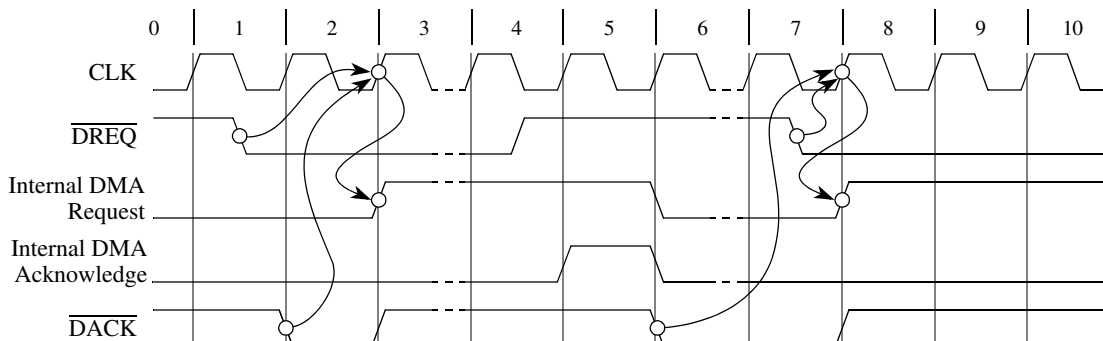 0 1 2 3 4 5 6 7 8 9 10
CLK
DREQ
Internal DMA
Request
Internal DMA
Acknowledge
DACK